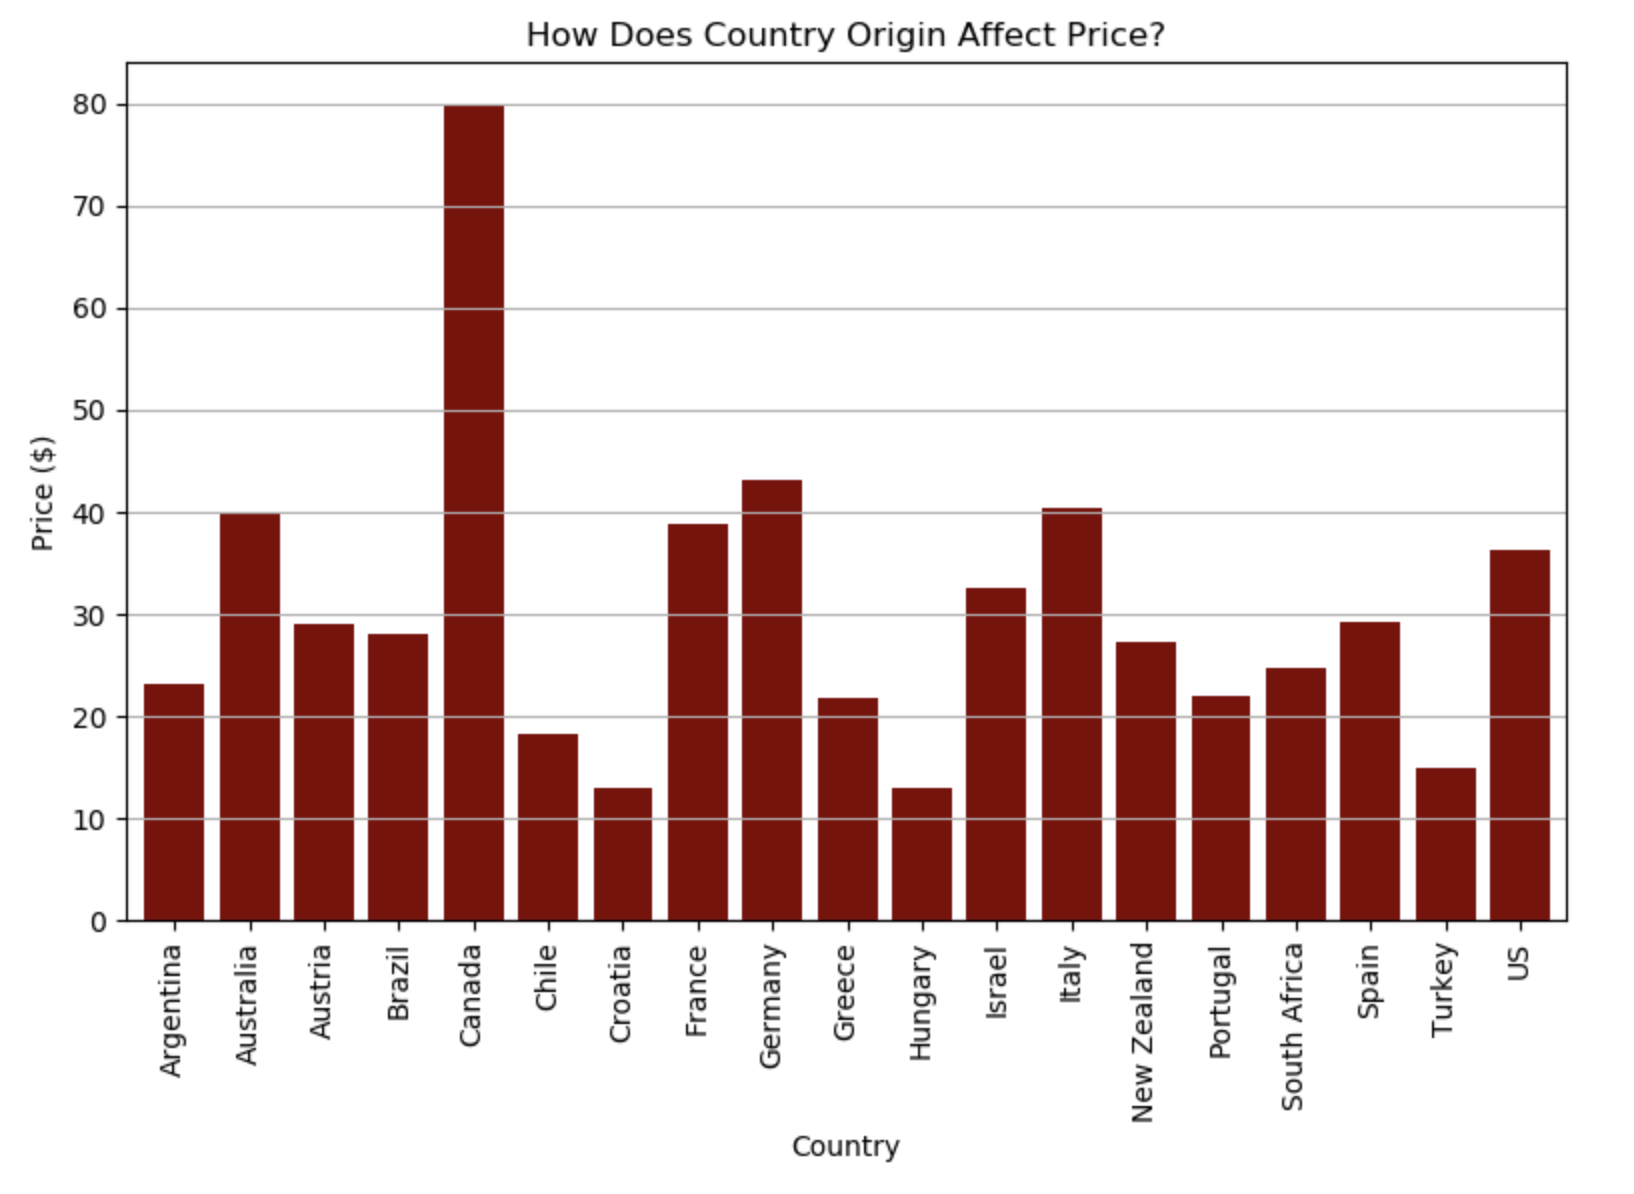 How Does Country Origin Affect Price?
80
70
60
50
40
30
20
10
0
Price ($)
Argentina
Australia
Austria
Brazil
Canada
Chile
Croatia
France
Germany
Greece
Hungary
Israel
Italy
New Zealand
Portugal
South Africa
Spain
Turkey
US
Country